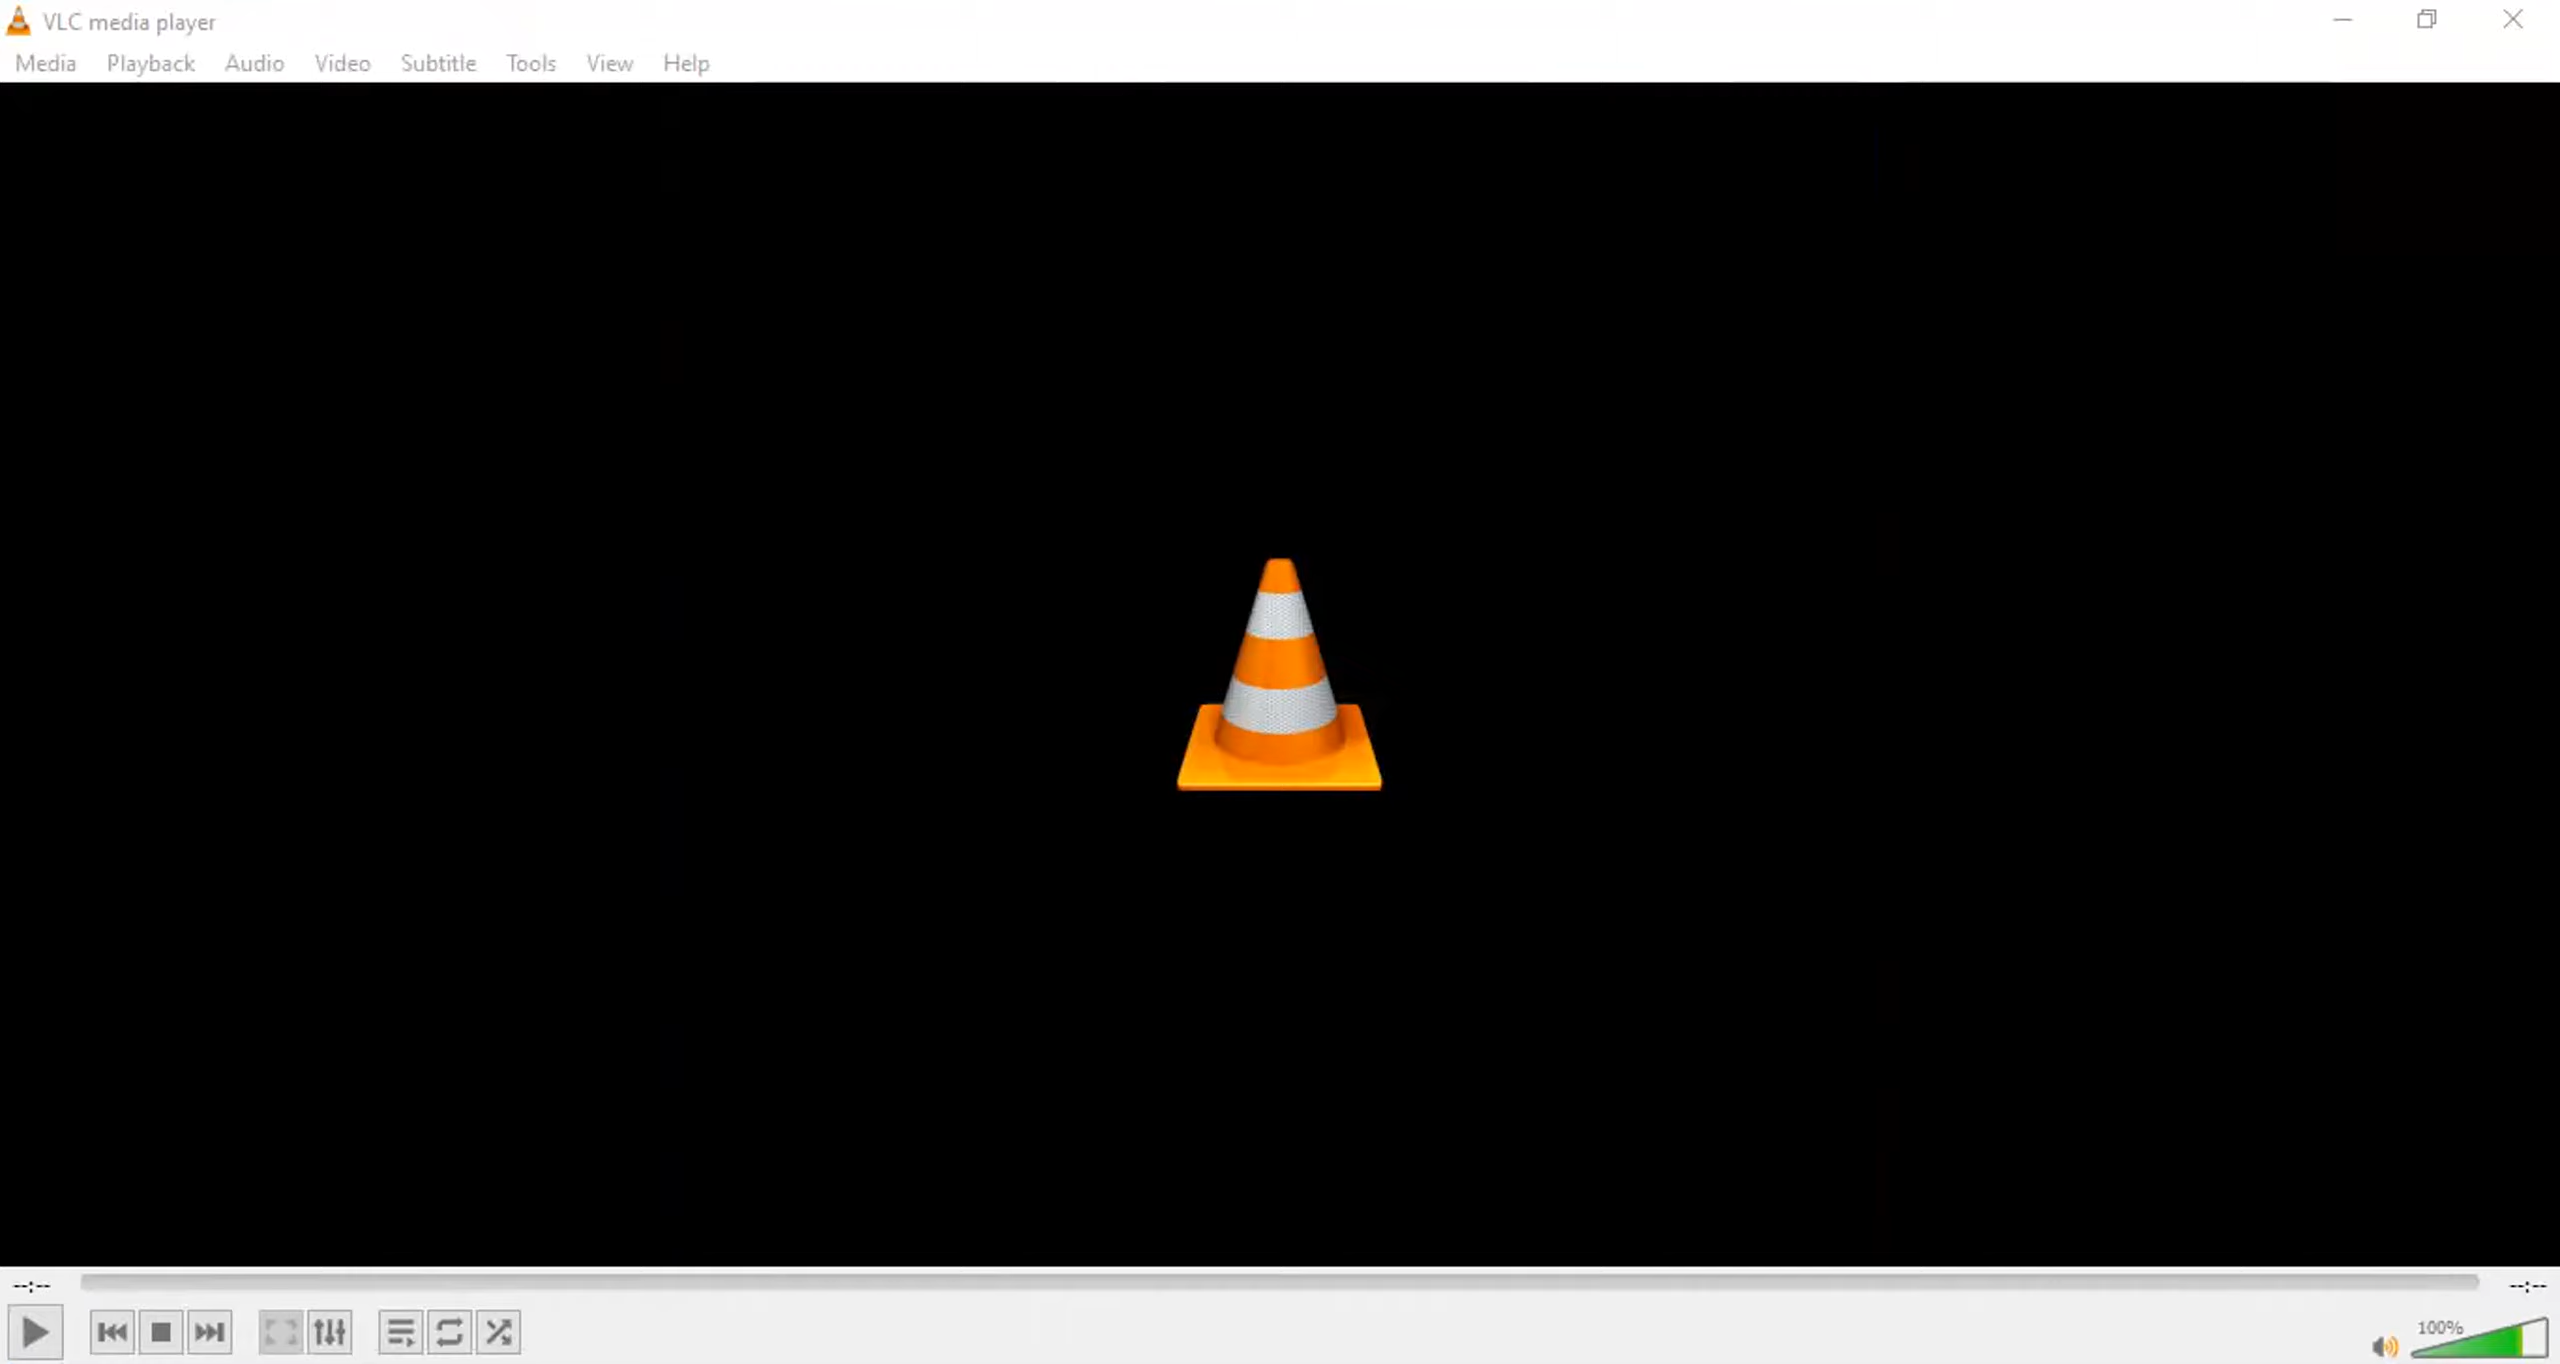 VLC media player
Media Playback Audio Video Subtitle Tools View Help
--:-- --:--
100%